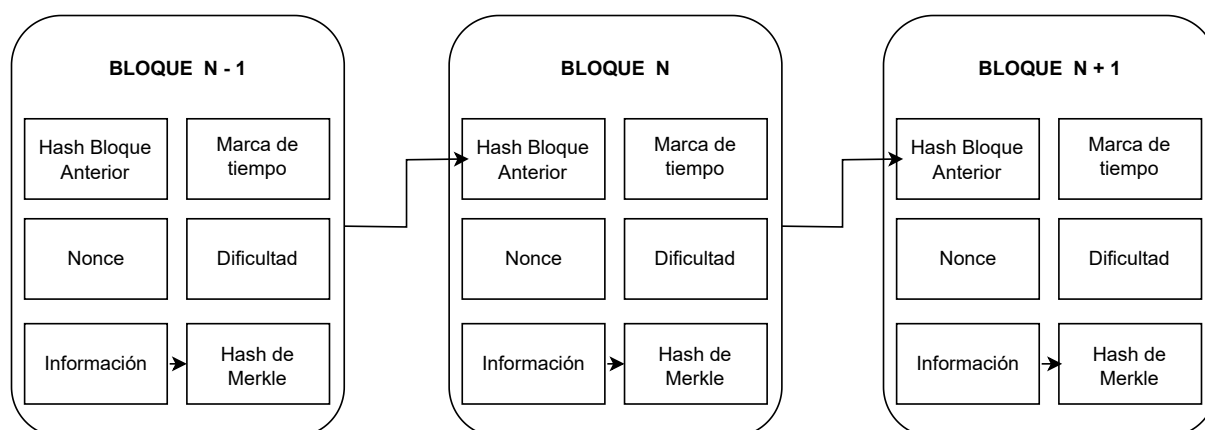 BLOQUE N - 1
Hash Bloque
Anterior
Marca de
tiempo
Nonce
Dificultad
Información
Hash de
Merkle
BLOQUE N
Hash Bloque
Anterior
Marca de
tiempo
Nonce
Dificultad
Información
Hash de
Merkle
BLOQUE N + 1
Hash Bloque
Anterior
Marca de
tiempo
Nonce
Dificultad
Información
Hash de
Merkle